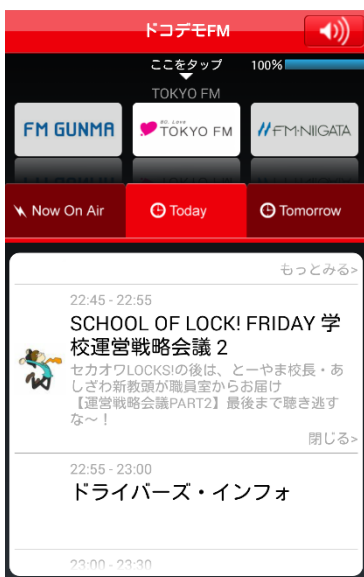 ドコデモFM
ここをタップ 100%
TOKYO FM
FM GUNMA
80. Love
TOKYO FM
FM-NIIGATA
Now On Air
Today
Tomorrow
もっとみる>
22:45 - 22:55
SCHOOL OF LOCK! FRIDAY 学
校運営戦略会議 2
セカオワLOCKS!の後は、とーやま校長・あ
しざわ新教頭が職員室からお届け
【運営戦略会議PART2】最後まで聴き逃す
な〜！
閉じる>
22:55 - 23:00
ドライバーズ・インフォ
23:00 - 23:30